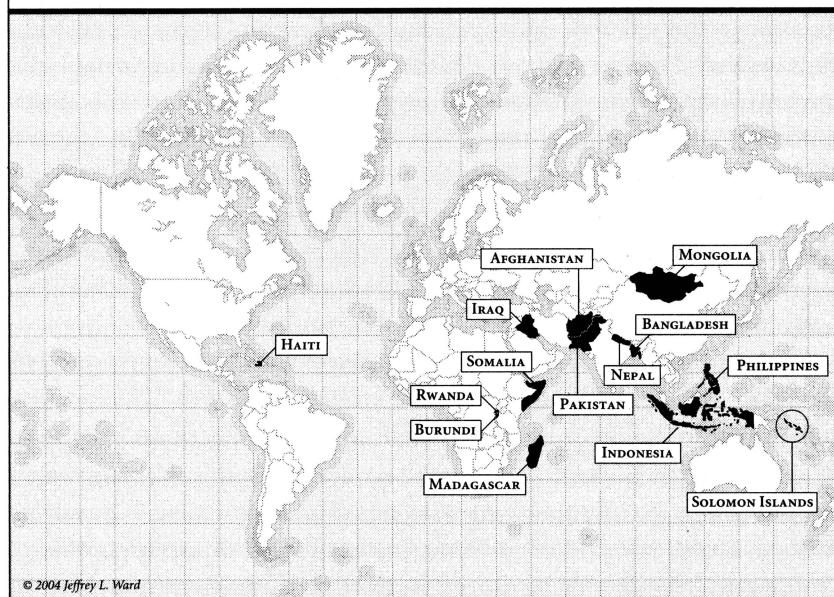 AFGHANISTAN
MONGOLIA
IRAQ
BANGLADESH
HAITI
SOMALIA
NEPAL
PHILIPPINES
RWANDA
PAKISTAN
BURUNDI
INDONESIA
MADAGASCAR
SOLOMON ISLANDS
© 2004 Jeffrey L. Ward